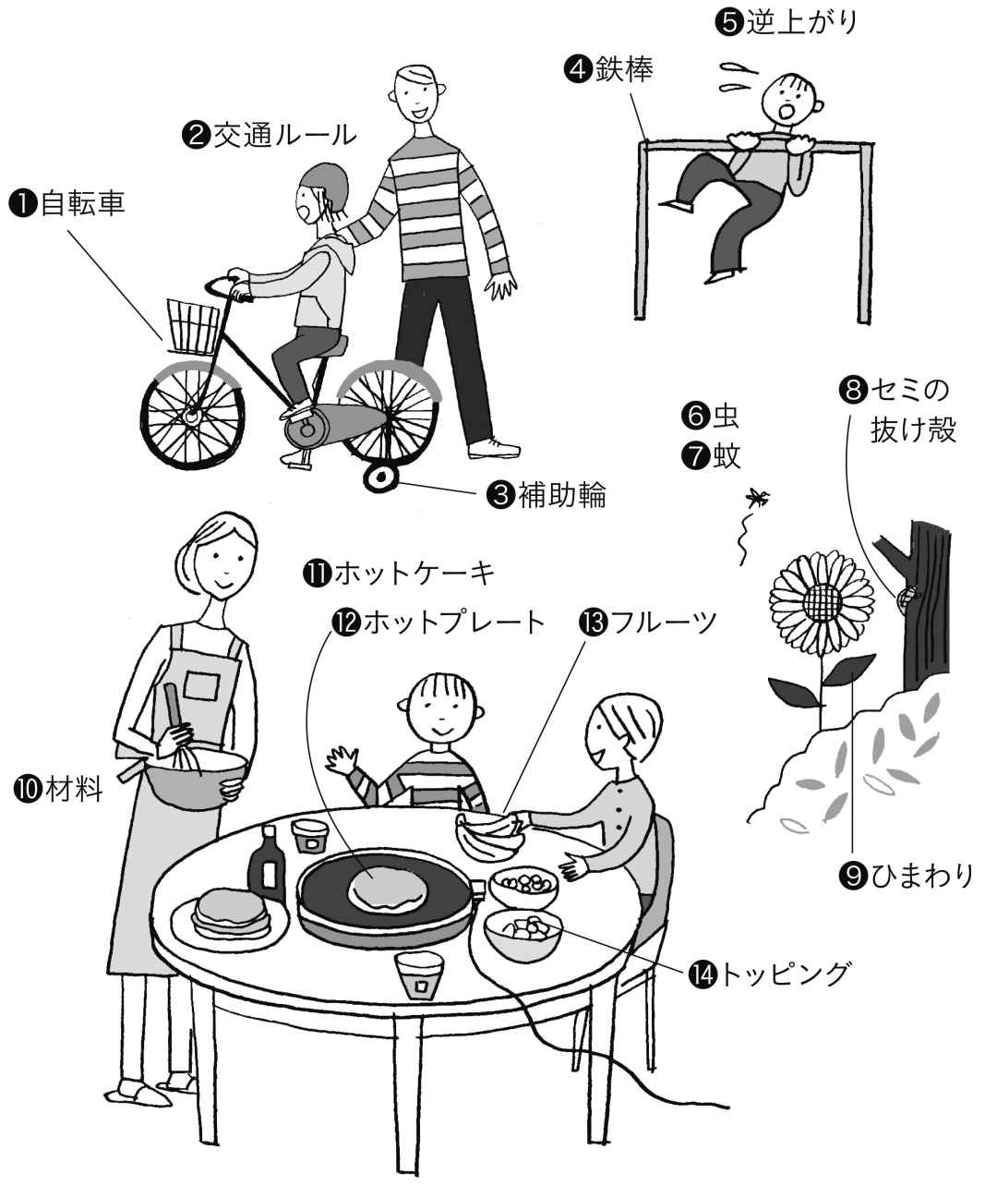 ❶自転車
❷交通ルール
❸補助輪
❹鉄棒
❺逆上がり
❻虫
❼蚊
❽セミの
抜け殻
❾ひまわり
❿材料
⓫ホットケーキ
⓬ホットプレート
⓭フルーツ
⓮トッピング